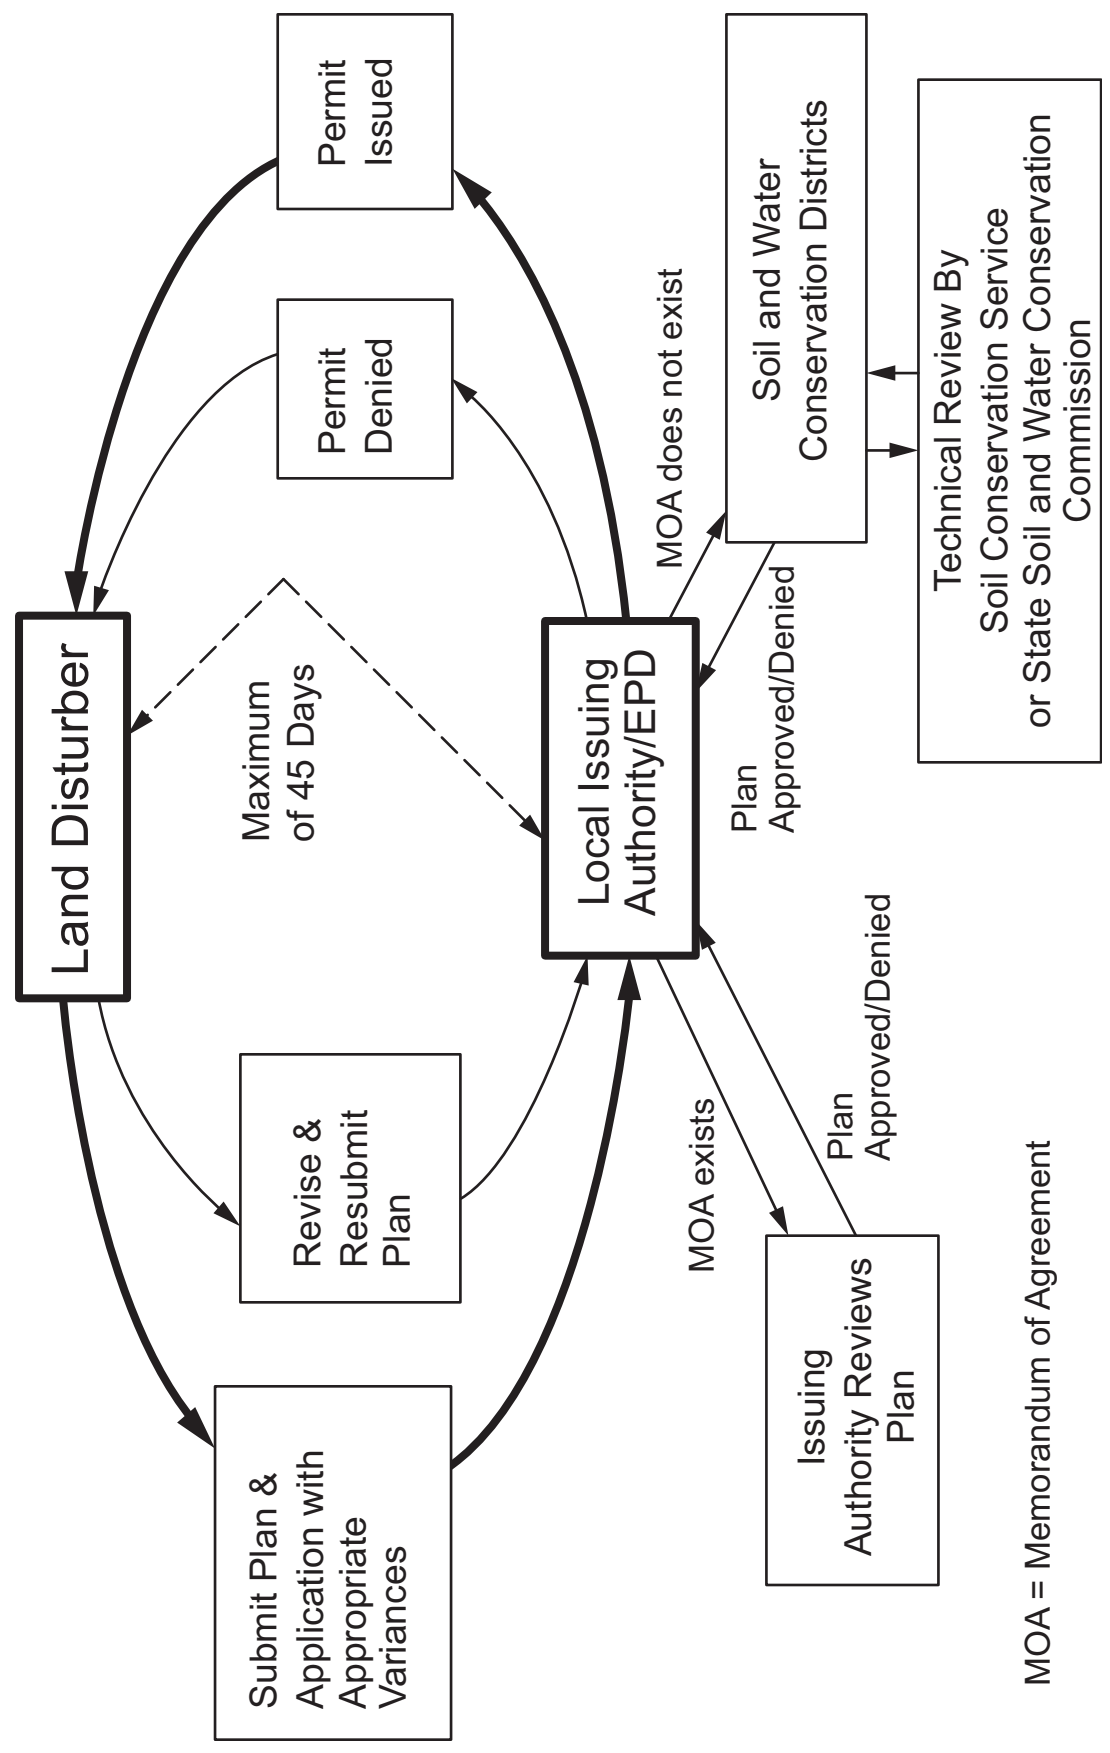 Land Disturber
Submit Plan &
Application with
Appropriate
Variances
Revise &
Resubmit
Plan
Maximum
of 45 Days
Permit
Denied
Permit
Issued
Local Issuing
Authority/EPD
MOA exists
Plan
Approved/Denied
MOA does not exist
Plan
Approved/Denied
Issuing
Authority Reviews
Plan
Soil and Water
Conservation Districts
Technical Review By
Soil Conservation Service
or State Soil and Water Conservation
Commission
MOA = Memorandum of Agreement